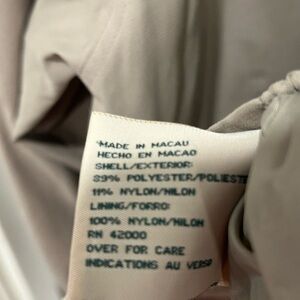 MADE IN MACAU
HECHO EN MACAO
SHELL/EXTERIOR:
89% POLYESTER/POLIEST
11% NYLON/NILON
LINING/FORRO:
100% NYLON/NILON
RN 42000
OVER FOR CARE
INDICATIONS AU VERSO